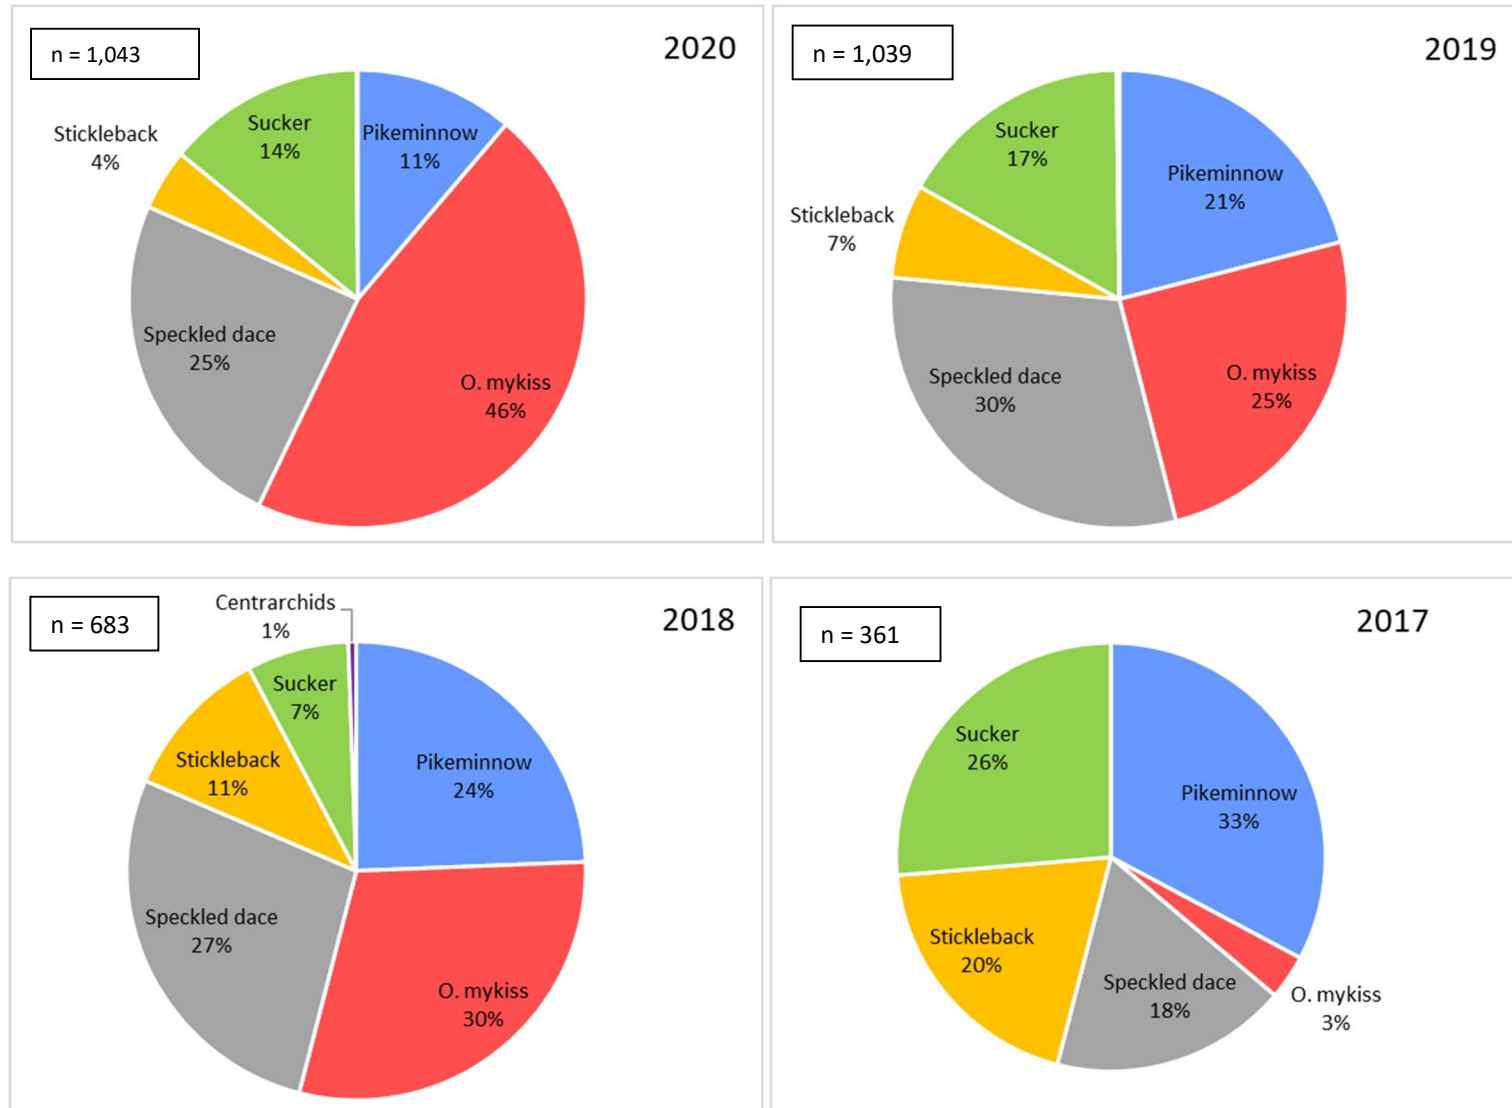 n = 1,043
2020
Stickleback
4%
Sucker
14%
Pikeminnow
11%
Speckled dace
25%
O. mykiss
46%
n = 1,039
2019
Sucker
17%
Pikeminnow
21%
Stickleback
7%
Speckled dace
30%
O. mykiss
25%
n = 683
2018
Centrarchids
1%
Sucker
7%
Stickleback
11%
Pikeminnow
24%
Speckled dace
27%
O. mykiss
30%
n = 361
2017
Sucker
26%
Pikeminnow
33%
Stickleback
20%
Speckled dace
18%
O. mykiss
3%